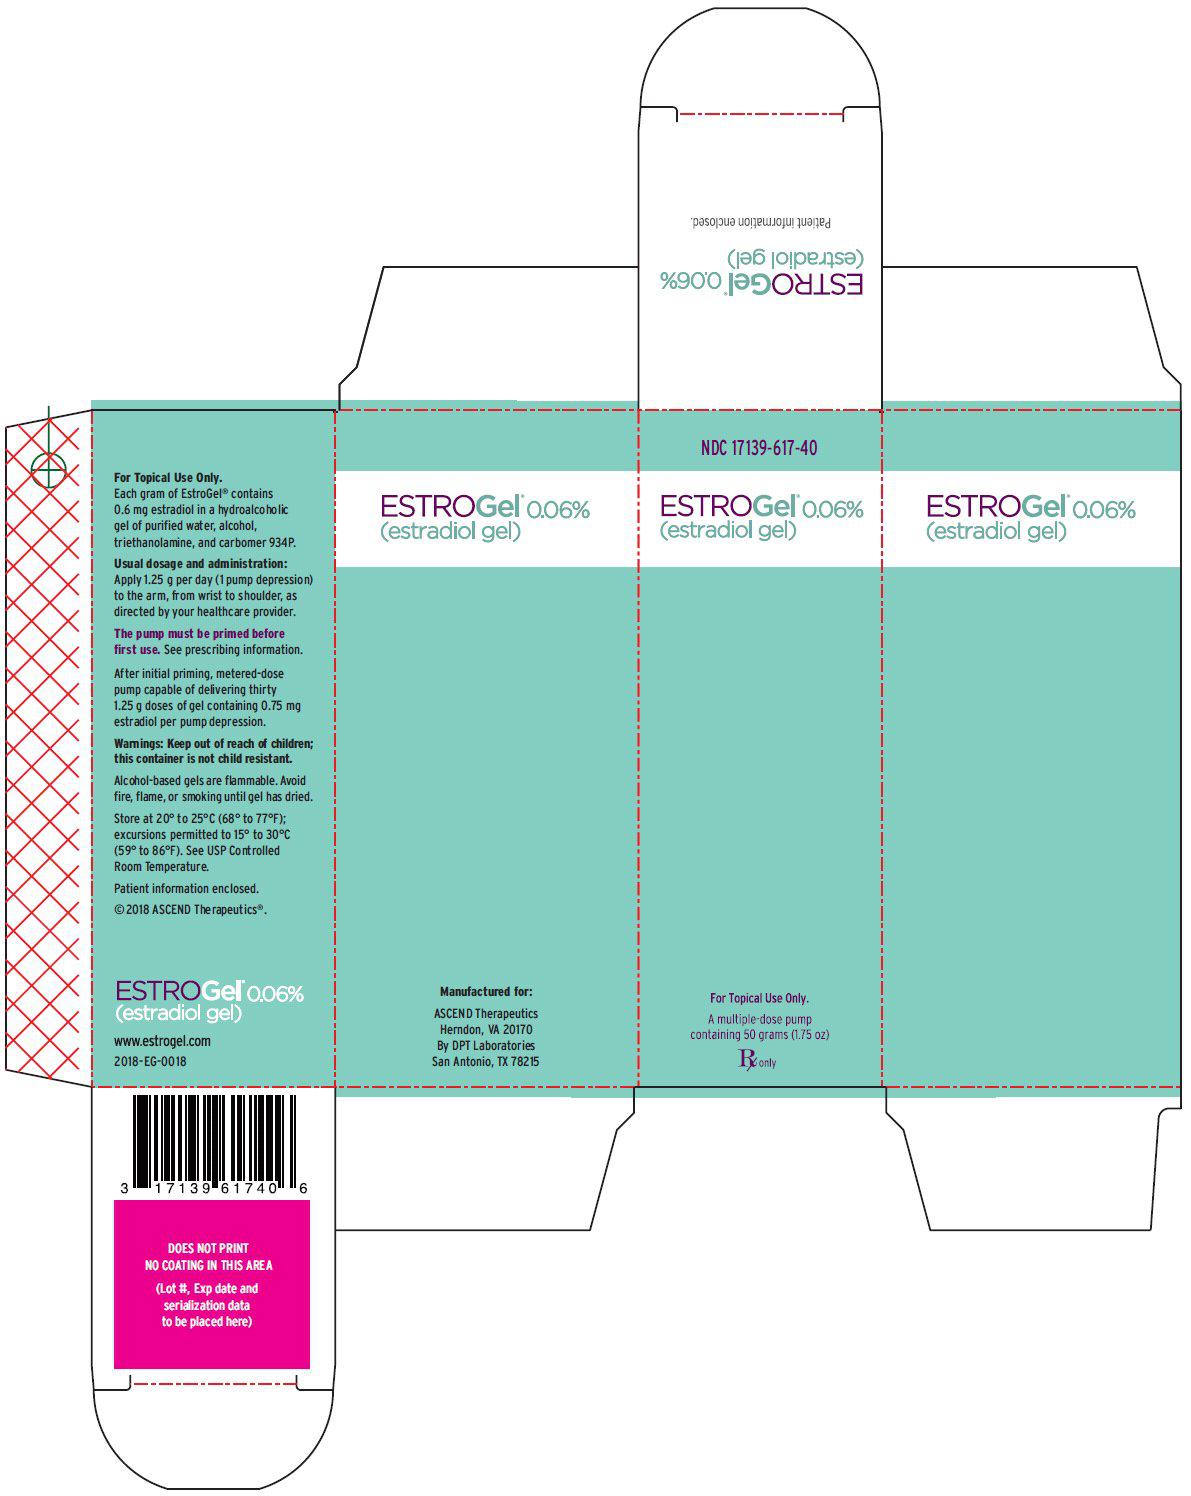 Patient information enclosed.
ESTROGel® 0.06%
(estradiol gel)
For Topical Use Only.
Each gram of EstroGel® contains
0.6 mg estradiol in a hydroalcoholic
gel of purified water, alcohol,
triethanolamine, and carbomer 934P.
Usual dosage and administration:
Apply 1.25 g per day (1 pump depression)
to the arm, from wrist to shoulder, as
directed by your healthcare provider.
The pump must be primed before
first use. See prescribing information.
After initial priming, metered-dose
pump capable of delivering thirty
1.25 g doses of gel containing 0.75 mg
estradiol per pump depression.
Warnings: Keep out of reach of children;
this container is not child resistant.
Alcohol-based gels are flammable. Avoid
fire, flame, or smoking until gel has dried.
Store at 20° to 25°C (68° to 77°F);
excursions permitted to 15° to 30°C
(59° to 86°F). See USP Controlled
Room Temperature.
Patient information enclosed.
© 2018 ASCEND Therapeutics®.
ESTROGel® 0.06%
(estradiol gel)
www.estrogel.com
2018-EG-0018
3 17139 61740 6
DOES NOT PRINT
NO COATING IN THIS AREA
(Lot #, Exp date and
serialization data
to be placed here)
ESTROGel® 0.06%
(estradiol gel)
Manufactured for:
ASCEND Therapeutics
Herndon, VA 20170
By DPT Laboratories
San Antonio, TX 78215
NDC 17139-617-40
ESTROGel® 0.06%
(estradiol gel)
For Topical Use Only.
A multiple-dose pump
containing 50 grams (1.75 oz)
Rx only
ESTROGel® 0.06%
(estradiol gel)